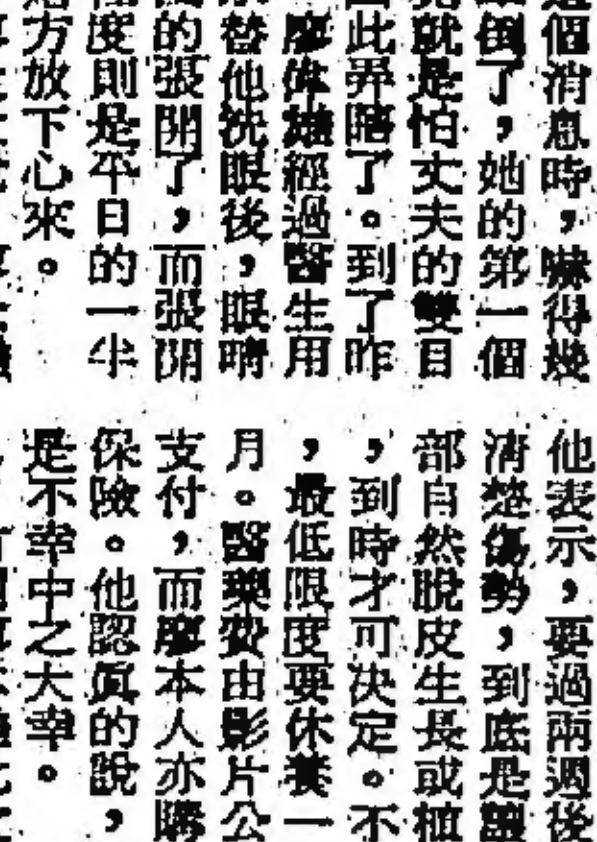 這個消息時，嚇得幾
倒了，她的第一個
就是怕丈夫的雙目
此弄瞎了。到了昨
廖偉雄經過醫生用
替他洗眼後，眼睛
的張開了，而張開
度則是平日的一半
方放下心來。
他表示，要過兩週後
清楚傷勢，到底是讓
部自然脫皮生長或植
，到時才可決定。不
，最低限度要休養一
月。醫藥費由影片公
支付，而廖本人亦購
保險。他認真的說，
是不幸中之大幸。